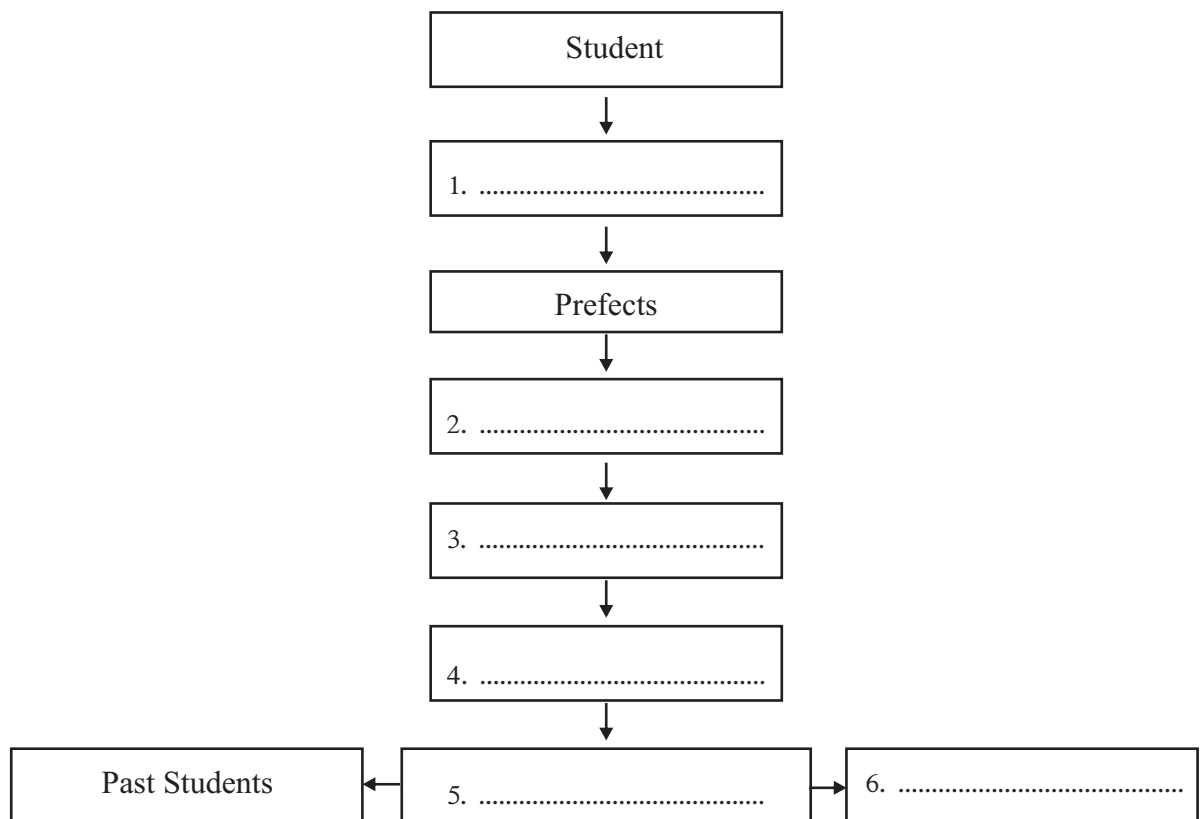 Student
1. ...........................................
Prefects
2. ...........................................
3. ...........................................
4. ...........................................
Past Students
5. ...........................................
6. ...........................................